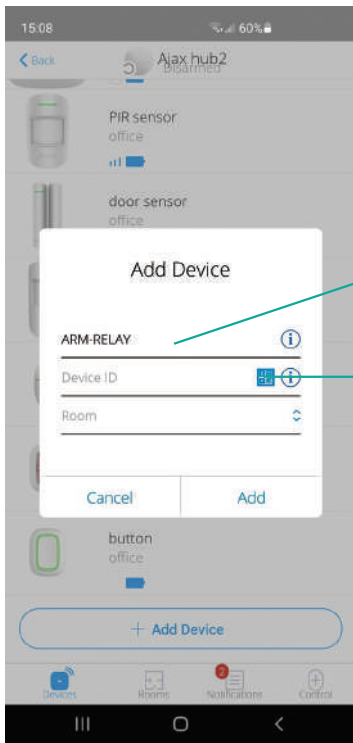 15:08 60%
Back Ajax hub2
Disarmed
PIR sensor
office
door sensor
office
Add Device
ARM-RELAY
Device ID
Room
Cancel Add
button
office
+ Add Device
2
Devices Rooms Notifications Control